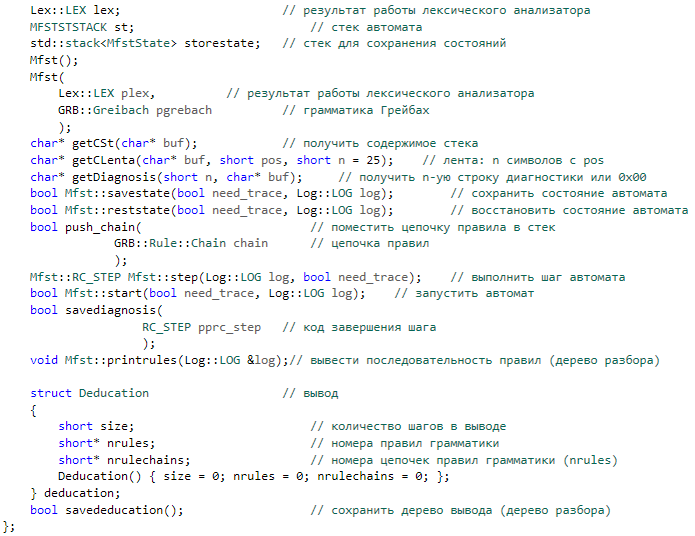 Lex::LEX lex; // результат работы лексического анализатора
MFSTSTSTACK st; // стек автомата
std::stack<MfstState> storestate; // стек для сохранения состояний
Mfst();
Mfst(
Lex::LEX plex, // результат работы лексического анализатора
GRB::Greibach pgrebach // грамматика Грейбах
);
char* getCSt(char* buf); // получить содержимое стека
char* getCLenta(char* buf, short pos, short n = 25); // лента: n символов с pos
char* getDiagnosis(short n, char* buf); // получить n-ую строку диагностики или 0x00
bool Mfst::savestate(bool need_trace, Log::LOG log); // сохранить состояние автомата
bool Mfst::reststate(bool need_trace, Log::LOG log); // восстановить состояние автомата
bool push_chain( // поместить цепочку правила в стек
GRB::Rule::Chain chain // цепочка правил
);
Mfst::RC_STEP Mfst::step(Log::LOG log, bool need_trace); // выполнить шаг автомата
bool Mfst::start(bool need_trace, Log::LOG log); // запустить автомат
bool savediagnosis(
RC_STEP pprc_step // код завершения шага
);
void Mfst::printrules(Log::LOG &log);// вывести последовательность правил (дерево разбора)
struct Deducation // вывод
{
short size; // количество шагов в выводе
short* nrules; // номера правил грамматики
short* nrulechains; // номера цепочек правил грамматики (nrules)
Deducation() { size = 0; nrules = 0; nrulechains = 0; };
} deducation;
bool savededucation(); // сохранить дерево вывода (дерево разбора)
};